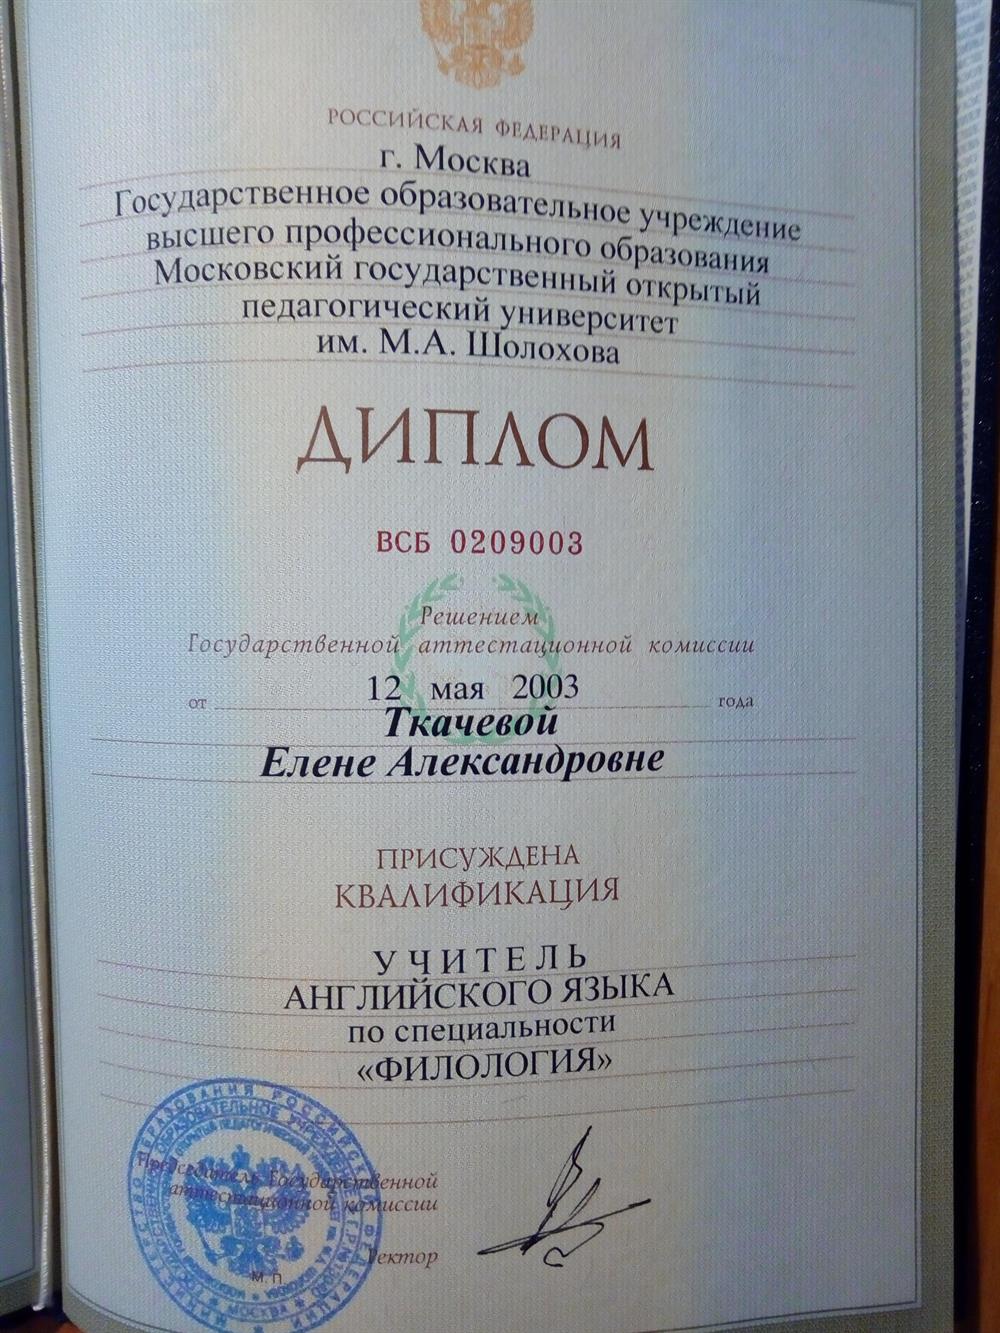 РОССИЙСКАЯ ФЕДЕРАЦИЯ
г. Москва
Государственное образовательное учреждение
высшего профессионального образования
Московский государственный открытый
педагогический университет
им. М.А. Шолохова
ДИПЛОМ
ВСБ 0209003
Решением
Государственной аттестационной комиссии
от 12 мая 2003 года
Ткачевой
Елене Александровне
ПРИСУЖДЕНА
КВАЛИФИКАЦИЯ
УЧИТЕЛЬ
АНГЛИЙСКОГО ЯЗЫКА
по специальности
«ФИЛОЛОГИЯ»
Председатель Государственной
аттестационной комиссии
Ректор
М. П.
МОСКВА